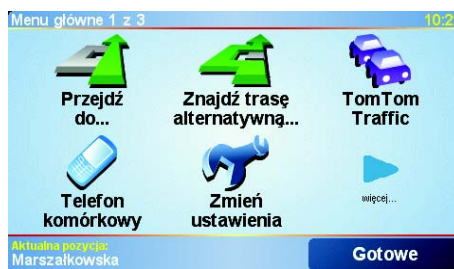 Menu główne 1 z 3
10:2
Przejdź
do...
Znajdź trasę
alternatywną...
TomTom
Traffic
Telefon
komórkowy
Zmień
ustawienia
więcej...
Aktualna pozycja:
Marszałkowska
Gotowe